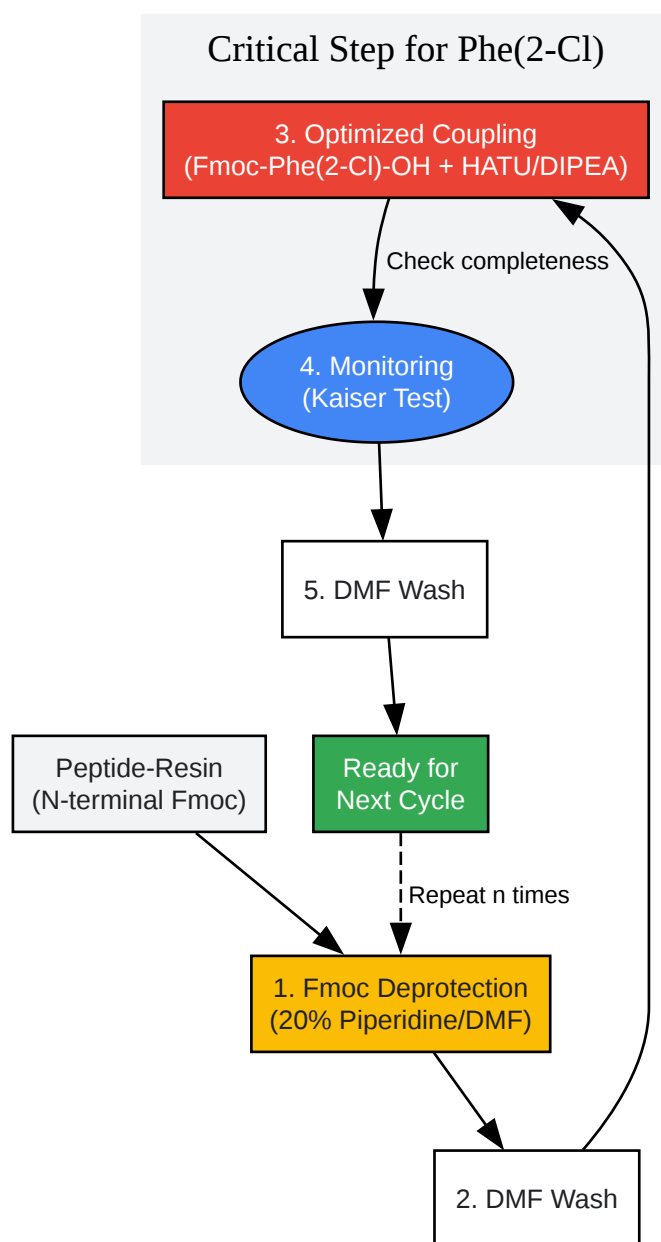 Critical Step for Phe(2-Cl)
3. Optimized Coupling
(Fmoc-Phe(2-Cl)-OH + HATU/DIPEA)
Check completeness
4. Monitoring
(Kaiser Test)
5. DMF Wash
Peptide-Resin
(N-terminal Fmoc)
Ready for
Next Cycle
Repeat n times
1. Fmoc Deprotection
(20% Piperidine/DMF)
2. DMF Wash